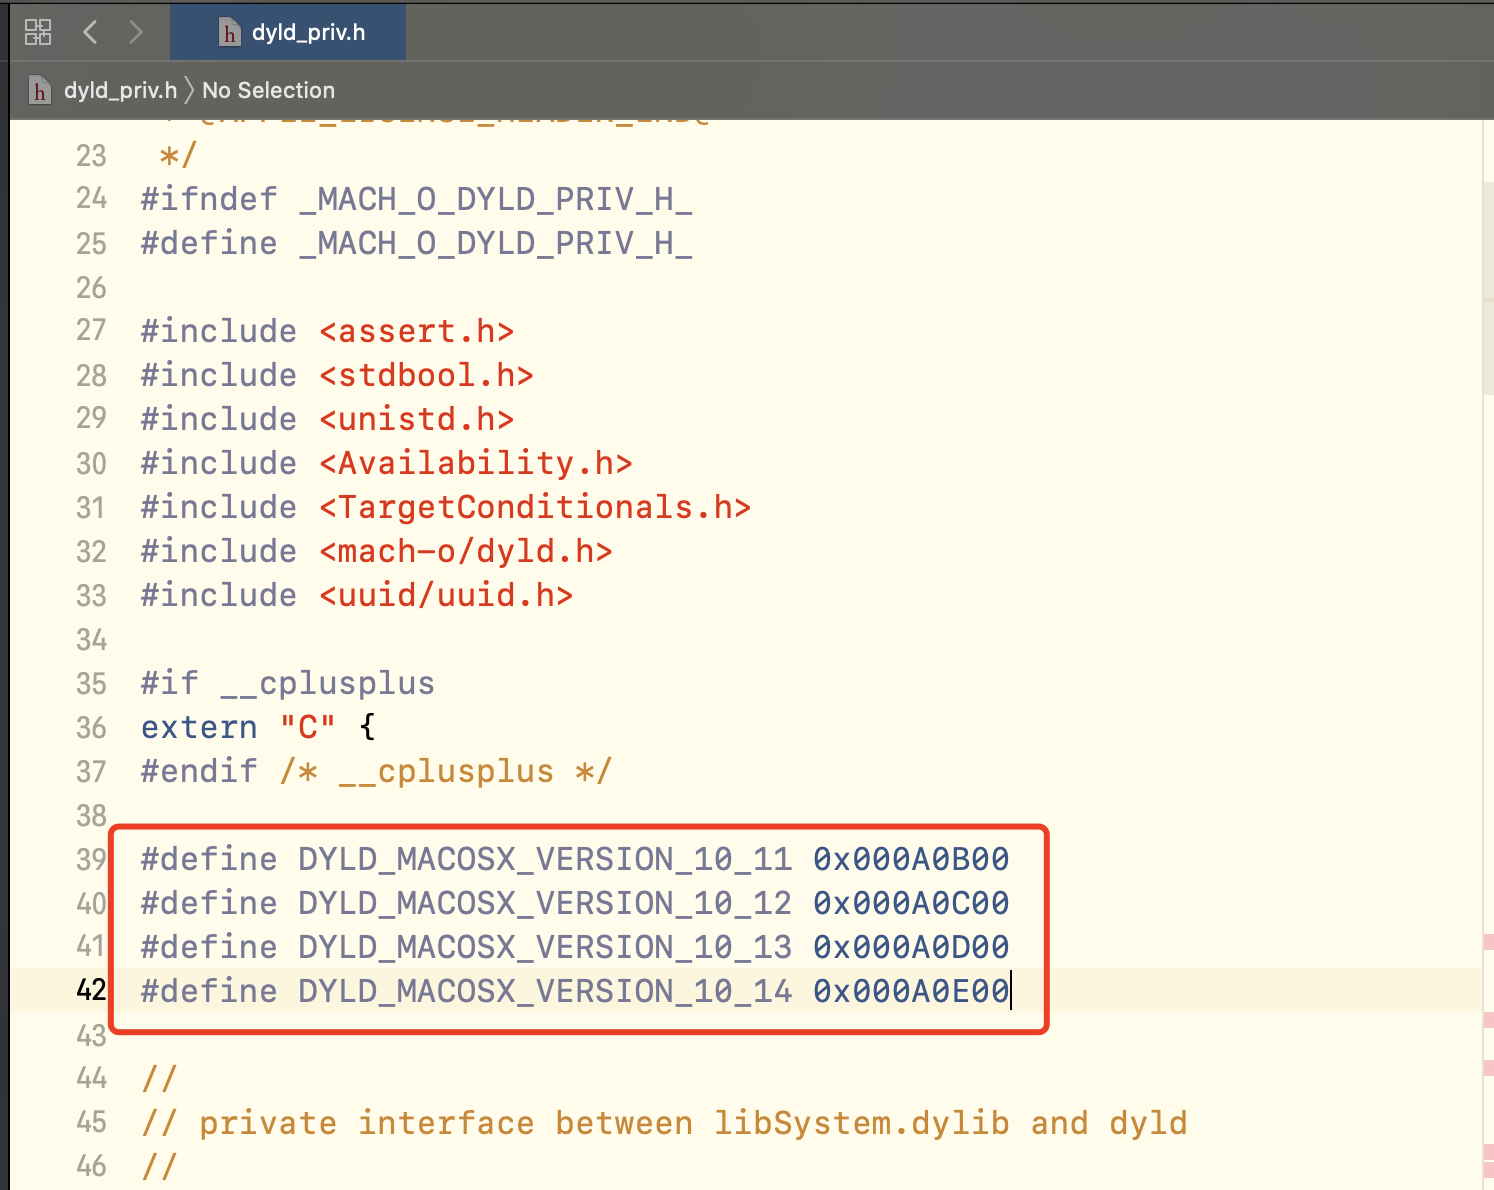 dyld_priv.h
dyld_priv.h 〉 No Selection
23 */
24 #ifndef _MACH_O_DYLD_PRIV_H_
25 #define _MACH_O_DYLD_PRIV_H_
26
27 #include <assert.h>
28 #include <stdbool.h>
29 #include <unistd.h>
30 #include <Availability.h>
31 #include <TargetConditionals.h>
32 #include <mach-o/dyld.h>
33 #include <uuid/uuid.h>
34
35 #if __cplusplus
36 extern "C" {
37 #endif /* __cplusplus */
38
39 #define DYLD_MACOSX_VERSION_10_11 0x000A0B00
40 #define DYLD_MACOSX_VERSION_10_12 0x000A0C00
41 #define DYLD_MACOSX_VERSION_10_13 0x000A0D00
42 #define DYLD_MACOSX_VERSION_10_14 0x000A0E00
43
44 //
45 // private interface between libSystem.dylib and dyld
46 //